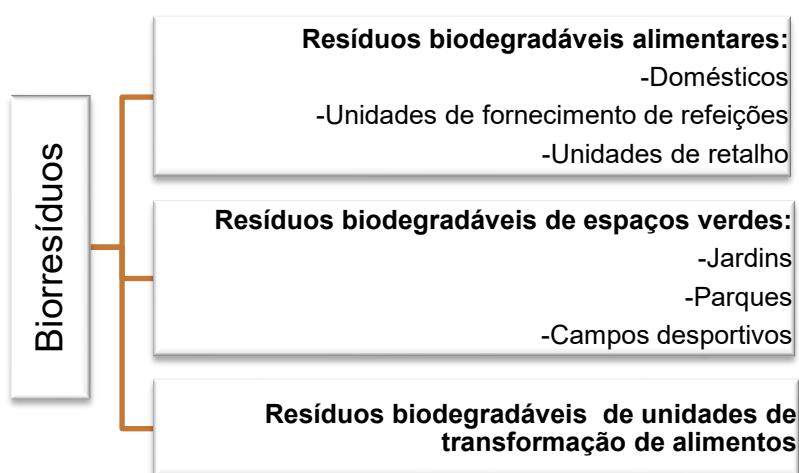 Biorresíduos
Resíduos biodegradáveis alimentares:
-Domésticos
-Unidades de fornecimento de refeições
-Unidades de retalho
Resíduos biodegradáveis de espaços verdes:
-Jardins
-Parques
-Campos desportivos
Resíduos biodegradáveis de unidades de
transformação de alimentos